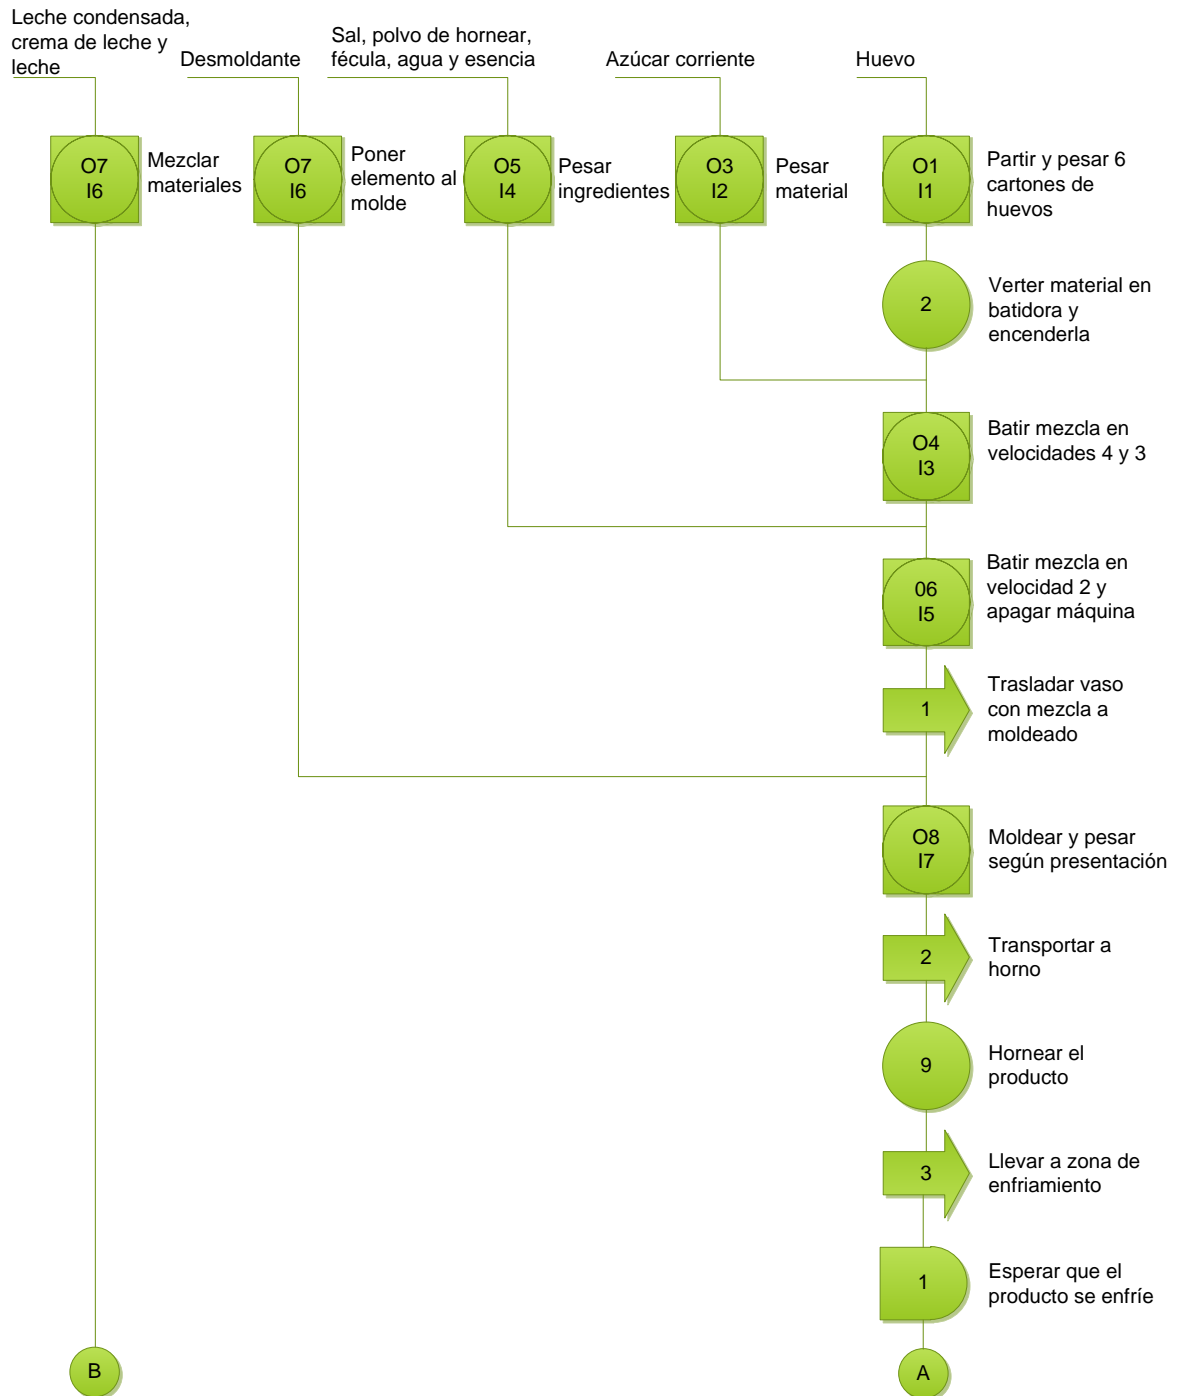 Leche condensada,
crema de leche y
leche
Desmoldante
Sal, polvo de hornear,
fécula, agua y esencia
Azúcar corriente
Huevo
O7
I6
Mezclar
materiales
O7
I6
Poner
elemento al
molde
O5
I4
Pesar
ingredientes
O3
I2
Pesar
material
O1
I1
Partir y pesar 6
cartones de
huevos
2
Verter material en
batidora y
encenderla
O4
I3
Batir mezcla en
velocidades 4 y 3
06
I5
Batir mezcla en
velocidad 2 y
apagar máquina
1
Trasladar vaso
con mezcla a
moldeado
O8
I7
Moldear y pesar
según presentación
2
Transportar a
horno
9
Hornear el
producto
3
Llevar a zona de
enfriamiento
1
Esperar que el
producto se enfríe
B
A